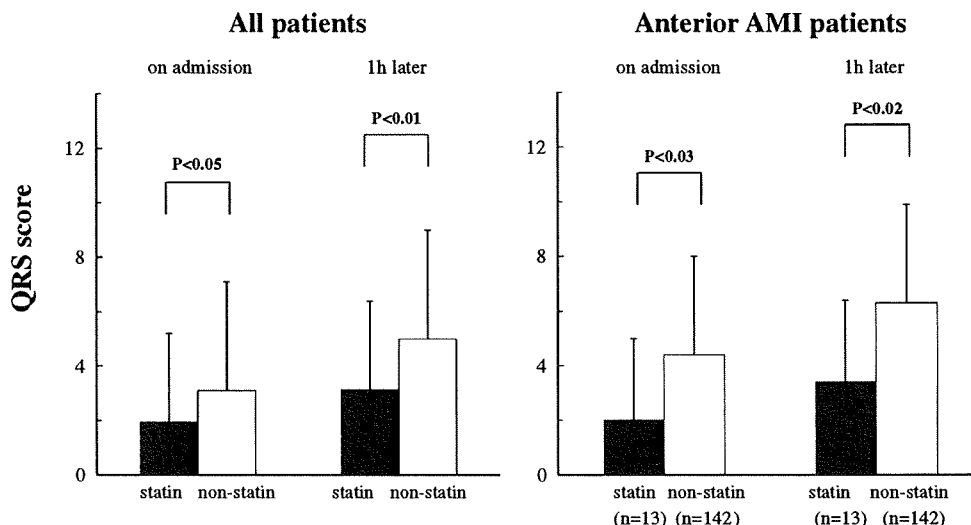 All patients
Anterior AMI patients
on admission
1h later
on admission
1h later
QRS score
12
8
4
0
P<0.05
P<0.01
statin
non-statin
statin
non-statin
12
8
4
0
P<0.03
P<0.02
statin
non-statin
statin
non-statin
(n=13)
(n=142)
(n=13)
(n=142)